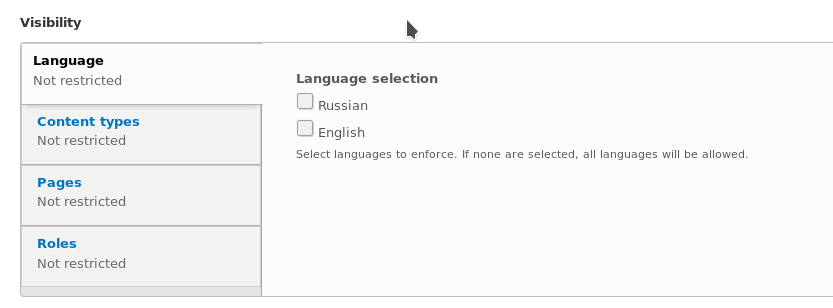 Visibility
Language
Not restricted
Content types
Not restricted
Pages
Not restricted
Roles
Not restricted
Language selection
Russian
English
Select languages to enforce. If none are selected, all languages will be allowed.